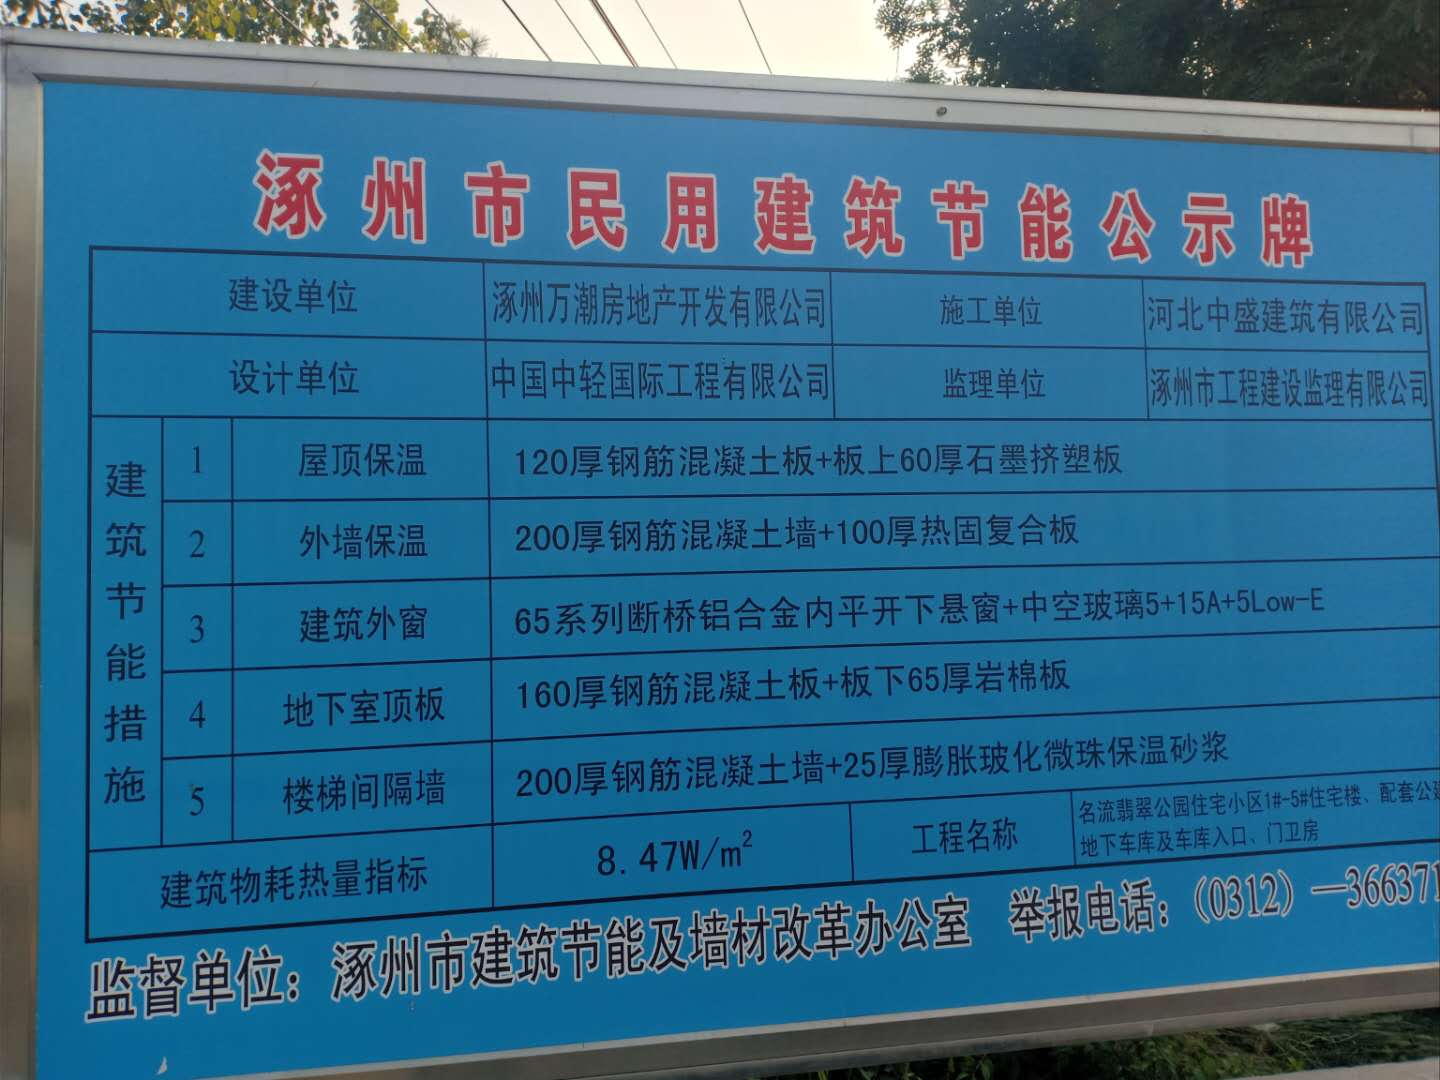 涿州市民用建筑节能公示牌
建设单位 涿州万潮房地产开发有限公司 施工单位 河北中盛建筑有限公司
设计单位 中国中轻国际工程有限公司 监理单位 涿州市工程建设监理有限公司
建筑节能措施
1 屋顶保温 120厚钢筋混凝土板+板上60厚石墨挤塑板
2 外墙保温 200厚钢筋混凝土墙+100厚热固复合板
3 建筑外窗 65系列断桥铝合金内平开下悬窗+中空玻璃5+15A+5Low-E
4 地下室顶板 160厚钢筋混凝土板+板下65厚岩棉板
5 楼梯间隔墙 200厚钢筋混凝土墙+25厚膨胀玻化微珠保温砂浆
建筑物耗热量指标 8.47W/m² 工程名称 名流翡翠公园住宅小区1#-5#住宅楼、配套公建
地下车库及车库入口、门卫房
监督单位：涿州市建筑节能及墙材改革办公室 举报电话：（0312）—366371